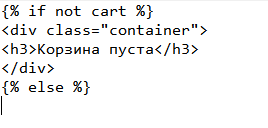 {% if not cart %}
<div class="container">
<h3>Корзина пуста</h3>
</div>
{% else %}